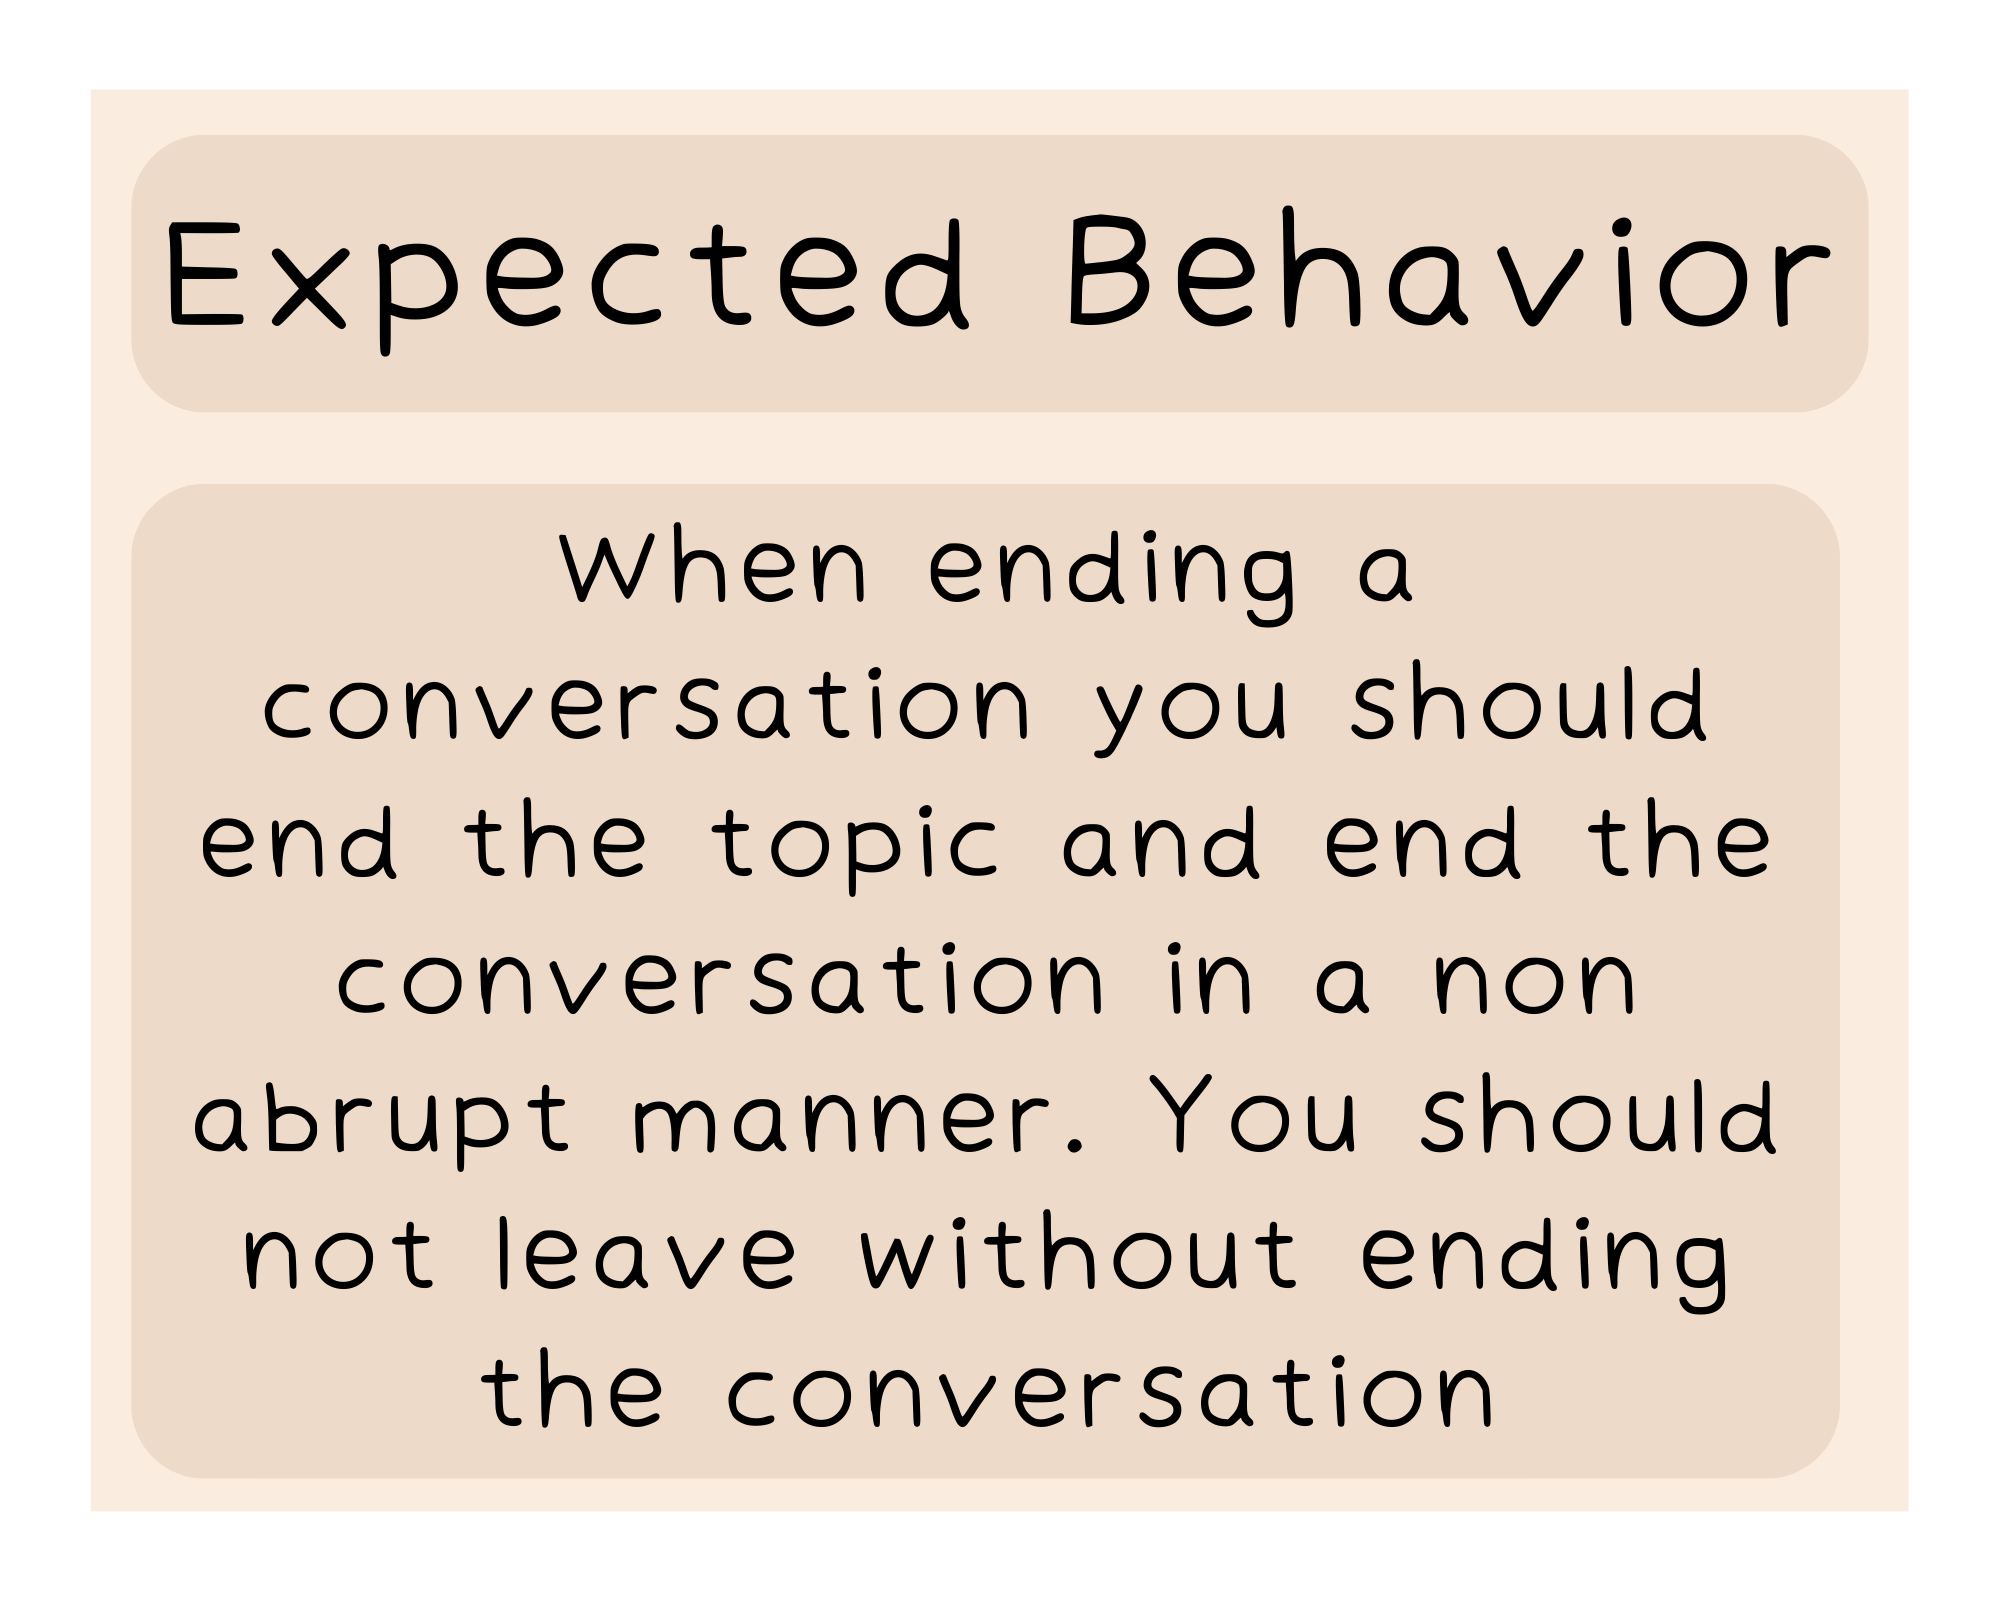 Expected Behavior
When ending a
conversation you should
end the topic and end the
conversation in a non
abrupt manner. You should
not leave without ending
the conversation